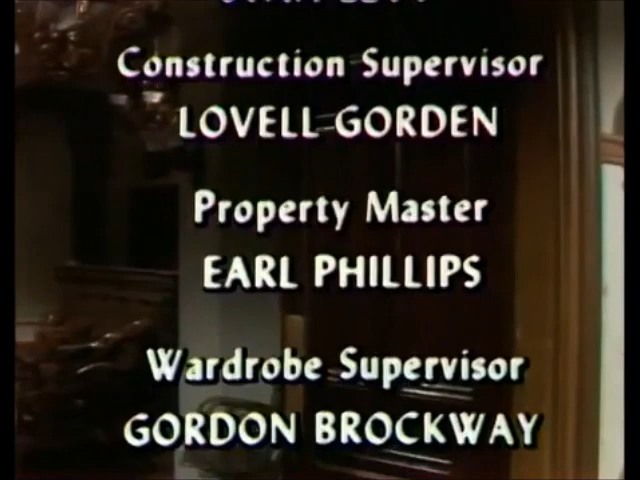 Construction Supervisor
LOVELL GORDEN
Property Master
EARL PHILLIPS
Wardrobe Supervisor
GORDON BROCKWAY